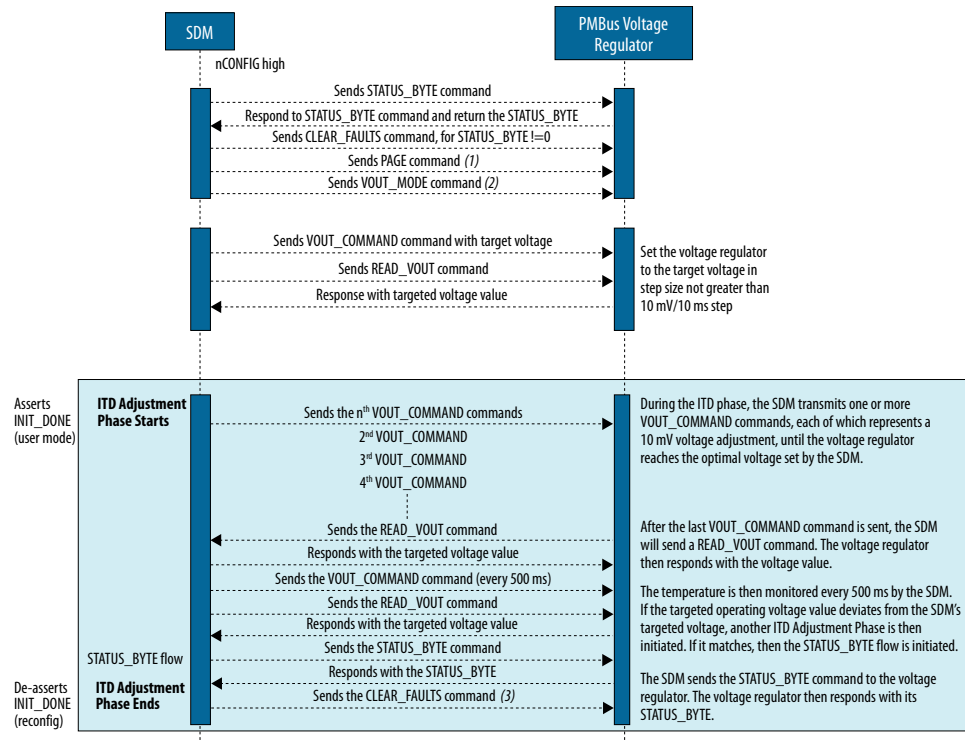 SDM
PMBus Voltage
Regulator
nCONFIG high
Sends STATUS_BYTE command
Respond to STATUS_BYTE command and return the STATUS_BYTE
Sends CLEAR_FAULTS command, for STATUS_BYTE !=0
Sends PAGE command (1)
Sends VOUT_MODE command (2)
Sends VOUT_COMMAND command with target voltage
Sends READ_VOUT command
Response with targeted voltage value
Set the voltage regulator
to the target voltage in
step size not greater than
10 mV/10 ms step
Asserts
INIT_DONE
(user mode)
ITD Adjustment
Phase Starts
Sends the nth VOUT_COMMAND commands
2nd VOUT_COMMAND
3rd VOUT_COMMAND
4th VOUT_COMMAND
During the ITD phase, the SDM transmits one or more
VOUT_COMMAND commands, each of which represents a
10 mV voltage adjustment, until the voltage regulator
reaches the optimal voltage set by the SDM.
Sends the READ_VOUT command
Responds with the targeted voltage value
After the last VOUT_COMMAND command is sent, the SDM
will send a READ_VOUT command. The voltage regulator
then responds with the voltage value.
Sends the VOUT_COMMAND command (every 500 ms)
Sends the READ_VOUT command
Responds with the targeted voltage value
The temperature is then monitored every 500 ms by the SDM.
If the targeted operating voltage value deviates from the SDM's
targeted voltage, another ITD Adjustment Phase is then
initiated. If it matches, then the STATUS_BYTE flow is initiated.
STATUS_BYTE flow
Sends the STATUS_BYTE command
Responds with the STATUS_BYTE
De-asserts
INIT_DONE
(reconfig)
ITD Adjustment
Phase Ends
Sends the CLEAR_FAULTS command (3)
The SDM sends the STATUS_BYTE command to the voltage
regulator. The voltage regulator then responds with its
STATUS_BYTE.